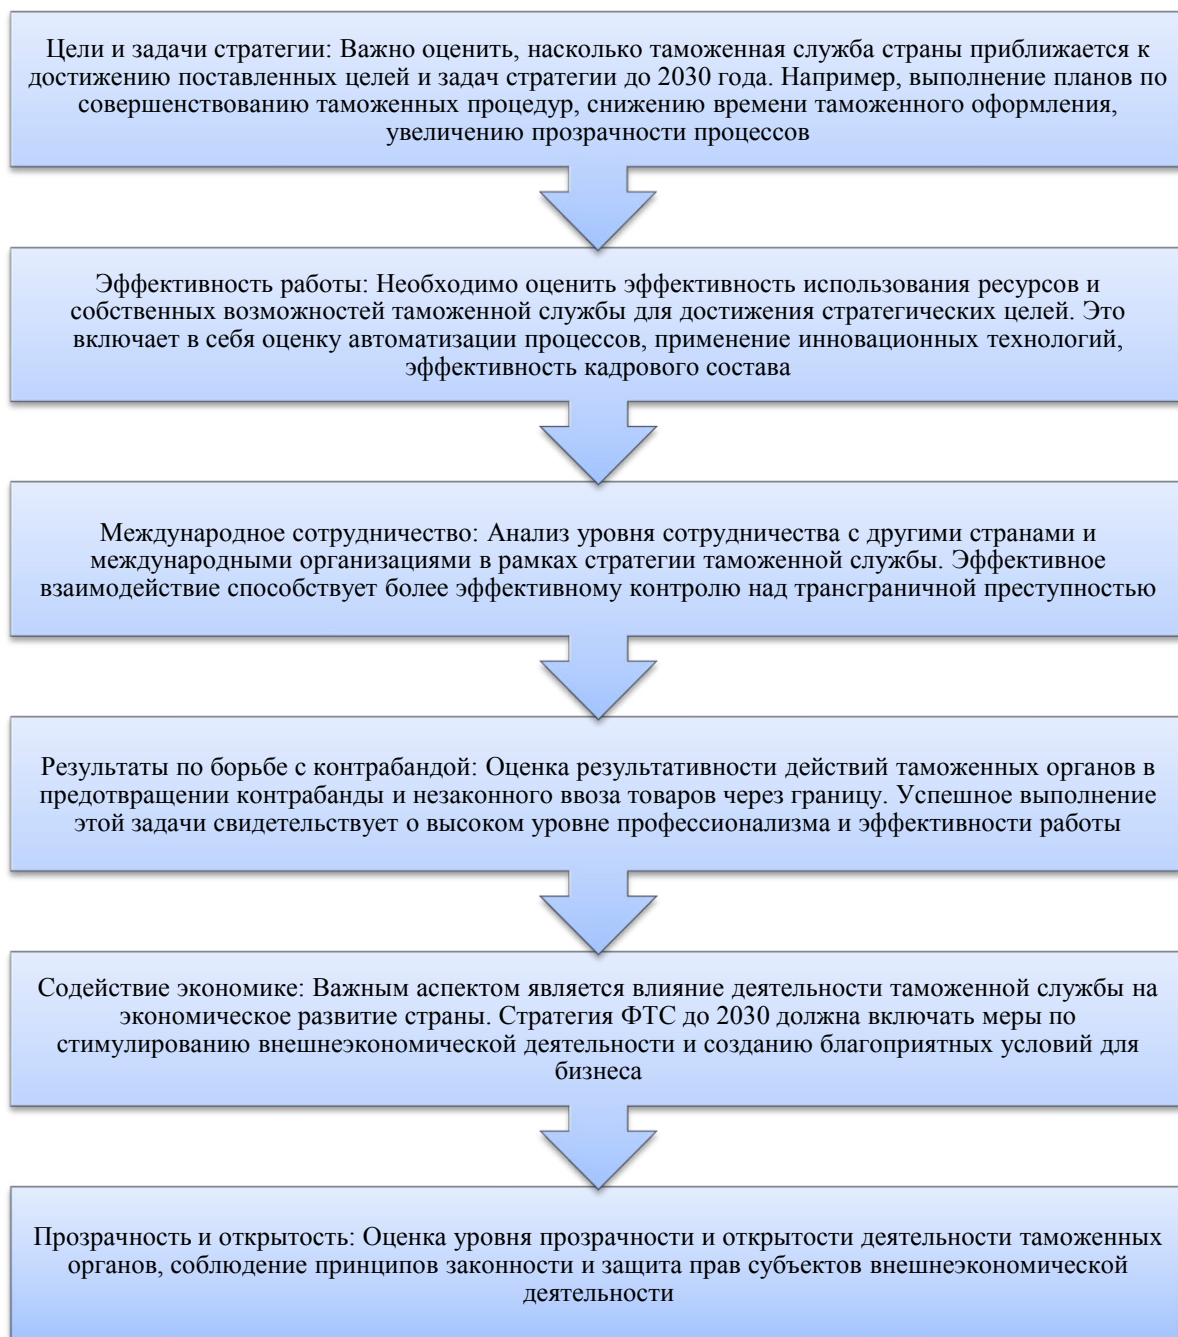 Цели и задачи стратегии: Важно оценить, насколько таможенная служба страны приближается к
достижению поставленных целей и задач стратегии до 2030 года. Например, выполнение планов по
совершенствованию таможенных процедур, снижению времени таможенного оформления,
увеличению прозрачности процессов
Эффективность работы: Необходимо оценить эффективность использования ресурсов и
собственных возможностей таможенной службы для достижения стратегических целей. Это
включает в себя оценку автоматизации процессов, применение инновационных технологий,
эффективность кадрового состава
Международное сотрудничество: Анализ уровня сотрудничества с другими странами и
международными организациями в рамках стратегии таможенной службы. Эффективное
взаимодействие способствует более эффективному контролю над трансграничной преступностью
Результаты по борьбе с контрабандой: Оценка результативности действий таможенных органов в
предотвращении контрабанды и незаконного ввоза товаров через границу. Успешное выполнение
этой задачи свидетельствует о высоком уровне профессионализма и эффективности работы
Содействие экономике: Важным аспектом является влияние деятельности таможенной службы на
экономическое развитие страны. Стратегия ФТС до 2030 должна включать меры по
стимулированию внешнеэкономической деятельности и созданию благоприятных условий для
бизнеса
Прозрачность и открытость: Оценка уровня прозрачности и открытости деятельности таможенных
органов, соблюдение принципов законности и защита прав субъектов внешнеэкономической
деятельности